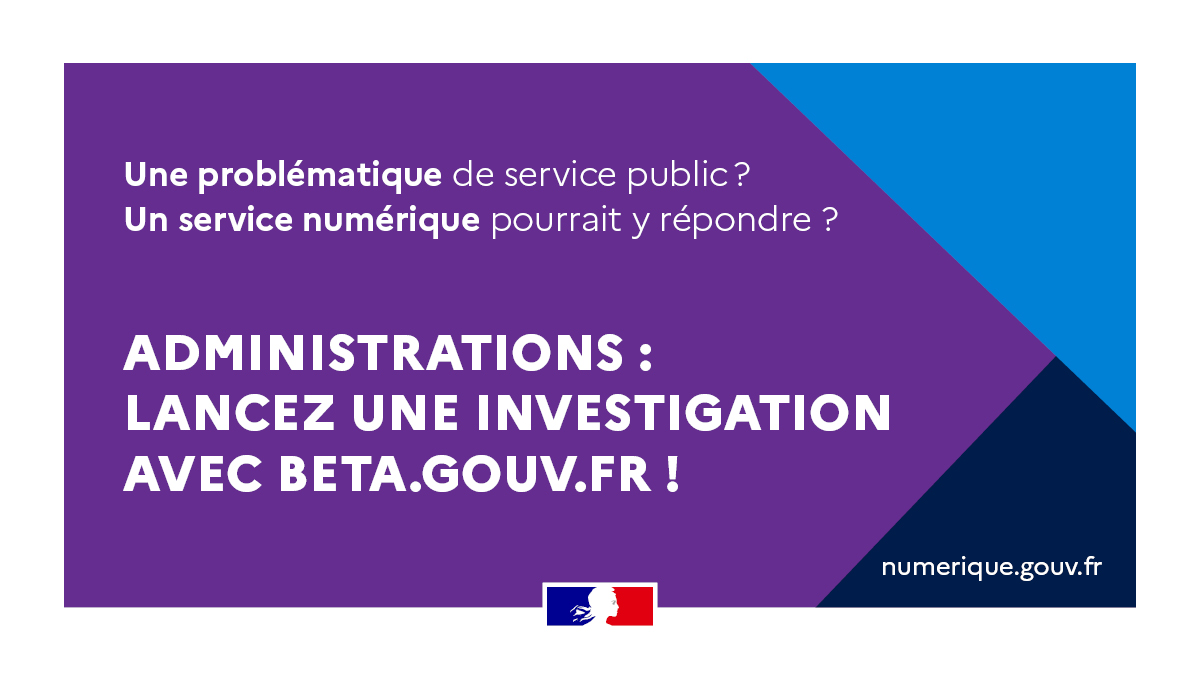 Une problématique de service public ?
Un service numérique pourrait y répondre ?
ADMINISTRATIONS :
LANCEZ UNE INVESTIGATION
AVEC BETA.GOUV.FR !
numerique.gouv.fr